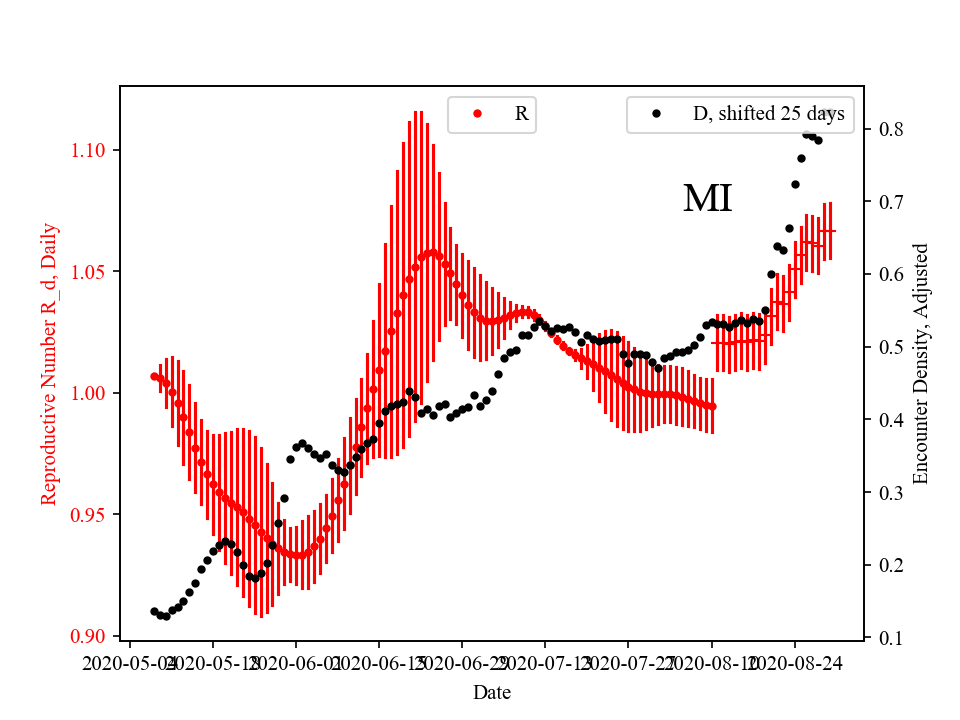 R
D, shifted 25 days
MI
1.10
1.05
1.00
0.95
0.90
Reproductive Number R_d, Daily
0.8
0.7
0.6
0.5
0.4
0.3
0.2
0.1
Encounter Density, Adjusted
2020-05-04 2020-05-18 2020-06-01 2020-06-15 2020-06-29 2020-07-13 2020-07-27 2020-08-10 2020-08-24
Date